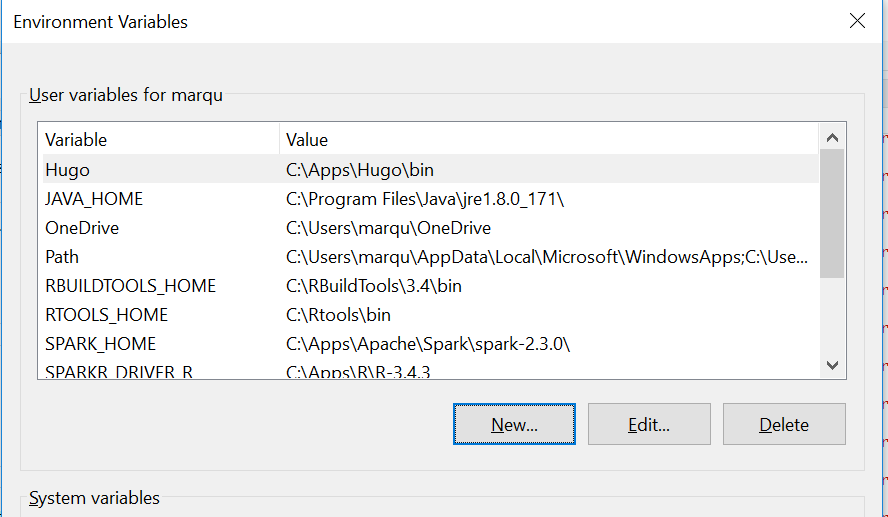 Environment Variables
User variables for marqu
Variable Value
Hugo C:\Apps\Hugo\bin
JAVA_HOME C:\Program Files\Java\jre1.8.0_171\
OneDrive C:\Users\marqu\OneDrive
Path C:\Users\marqu\AppData\Local\Microsoft\WindowsApps;C:\Use...
RBUILDTOOLS_HOME C:\RBuildTools\3.4\bin
RTOOLS_HOME C:\Rtools\bin
SPARK_HOME C:\Apps\Apache\Spark\spark-2.3.0\
SPARKR_DRIVER_R C:\Apps\R\R-3.4.3
New... Edit... Delete
System variables